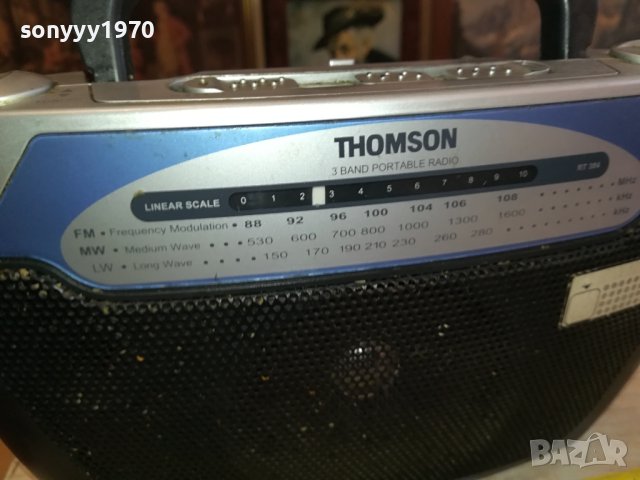 sonyyy1970
THOMSON
3 BAND PORTABLE RADIO
RT 384
LINEAR SCALE 0 1 2 3 4 5 6 7 8 9 10
FM • Frequency Modulation • 88 92 96 100 104 106 108 • • • • • • MHz
MW • Medium Wave • • • 530 600 700 800 1000 1300 1600 • • • • • • kHz
LW • Long Wave • • • • 150 170 190 210 230 260 280 • • • • • • • kHz
BAZAR